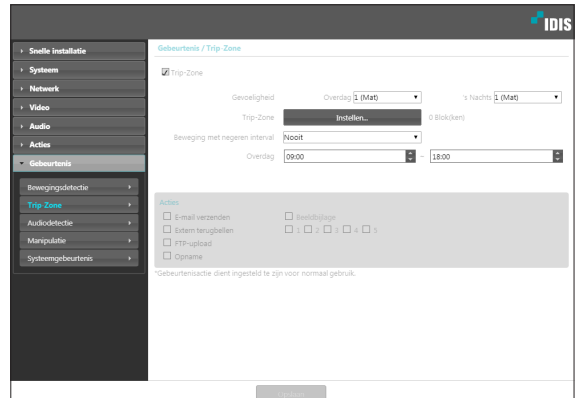 IDIS
Snelle installatie
Systeem
Netwerk
Video
Audio
Acties
Gebeurtenis
Bewegingsdetectie
Trip-Zone
Audiodetectie
Manipulatie
Systeemgebeurtenis
Gebeurtenis / Trip-Zone
Trip-Zone
Gevoeligheid Overdag 1 (Mat) 's Nachts 1 (Mat)
Trip-Zone Instellen... 0 Blok(ken)
Beweging met negeren interval Nooit
Overdag 09:00 ~ 18:00
Acties
E-mail verzenden Beeldbijlage
Extern terugbellen 1 2 3 4 5
FTP-upload
Opname
*Gebeurtenisactie dient ingesteld te zijn voor normaal gebruik.